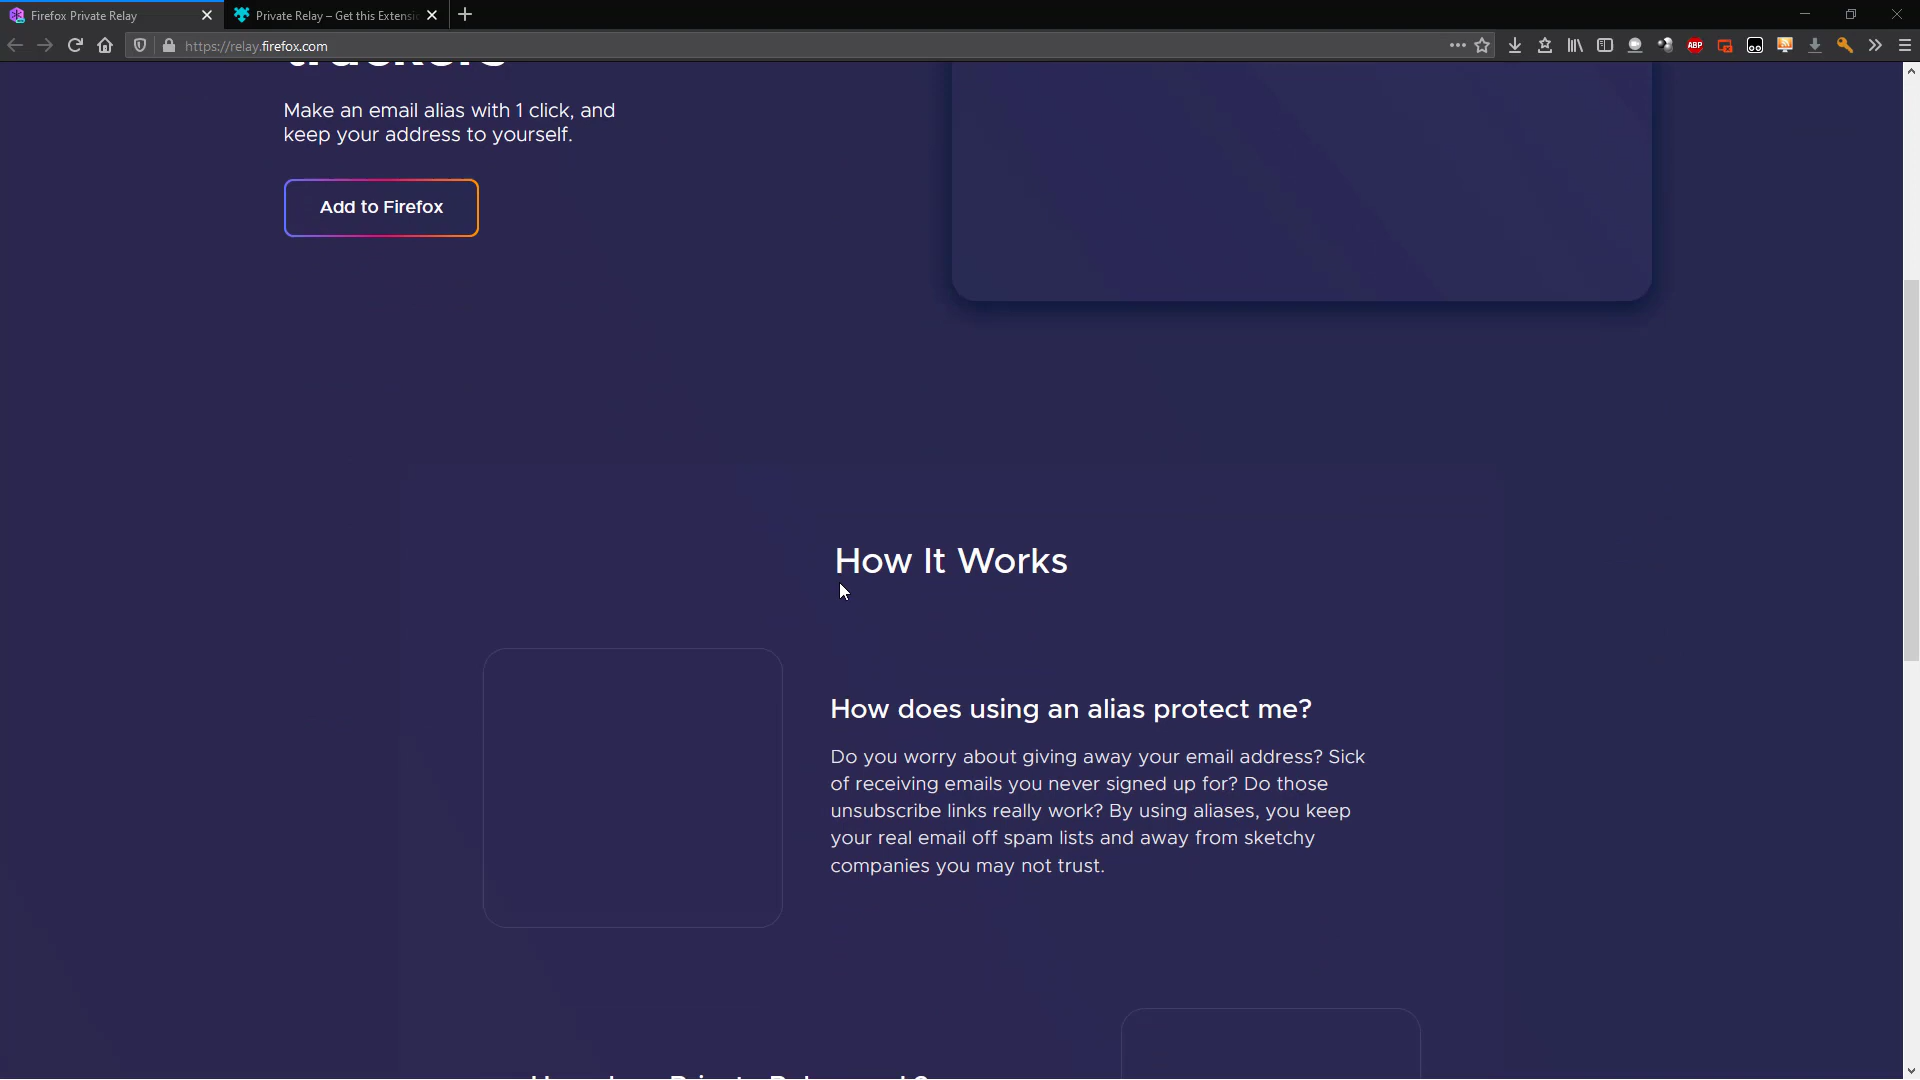 Firefox Private Relay
Private Relay – Get this Extensi
https://relay.firefox.com
ABP
trackers
Make an email alias with 1 click, and
keep your address to yourself.
Add to Firefox
How It Works
How does using an alias protect me?
Do you worry about giving away your email address? Sick
of receiving emails you never signed up for? Do those
unsubscribe links really work? By using aliases, you keep
your real email off spam lists and away from sketchy
companies you may not trust.